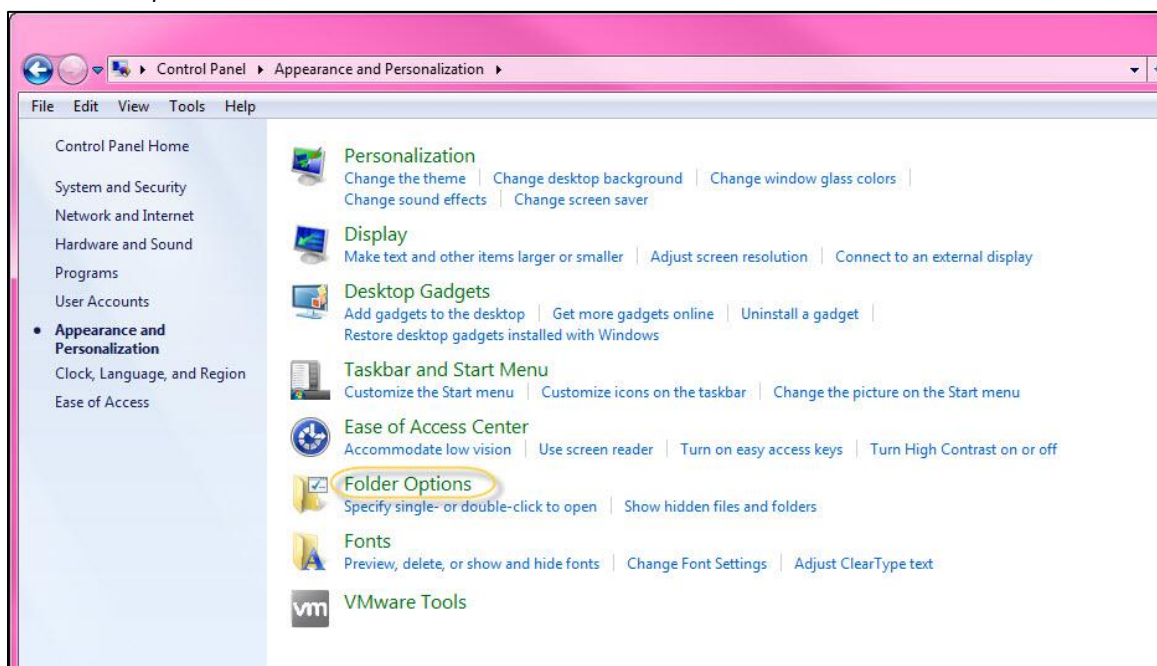 Control Panel Appearance and Personalization
File Edit View Tools Help
Control Panel Home
System and Security
Network and Internet
Hardware and Sound
Programs
User Accounts
Appearance and
Personalization
Clock, Language, and Region
Ease of Access
Personalization
Change the theme Change desktop background Change window glass colors
Change sound effects Change screen saver
Display
Make text and other items larger or smaller Adjust screen resolution Connect to an external display
Desktop Gadgets
Add gadgets to the desktop Get more gadgets online Uninstall a gadget
Restore desktop gadgets installed with Windows
Taskbar and Start Menu
Customize the Start menu Customize icons on the taskbar Change the picture on the Start menu
Ease of Access Center
Accommodate low vision Use screen reader Turn on easy access keys Turn High Contrast on or off
Folder Options
Specify single- or double-click to open Show hidden files and folders
Fonts
Preview, delete, or show and hide fonts Change Font Settings Adjust ClearType text
vm VMware Tools